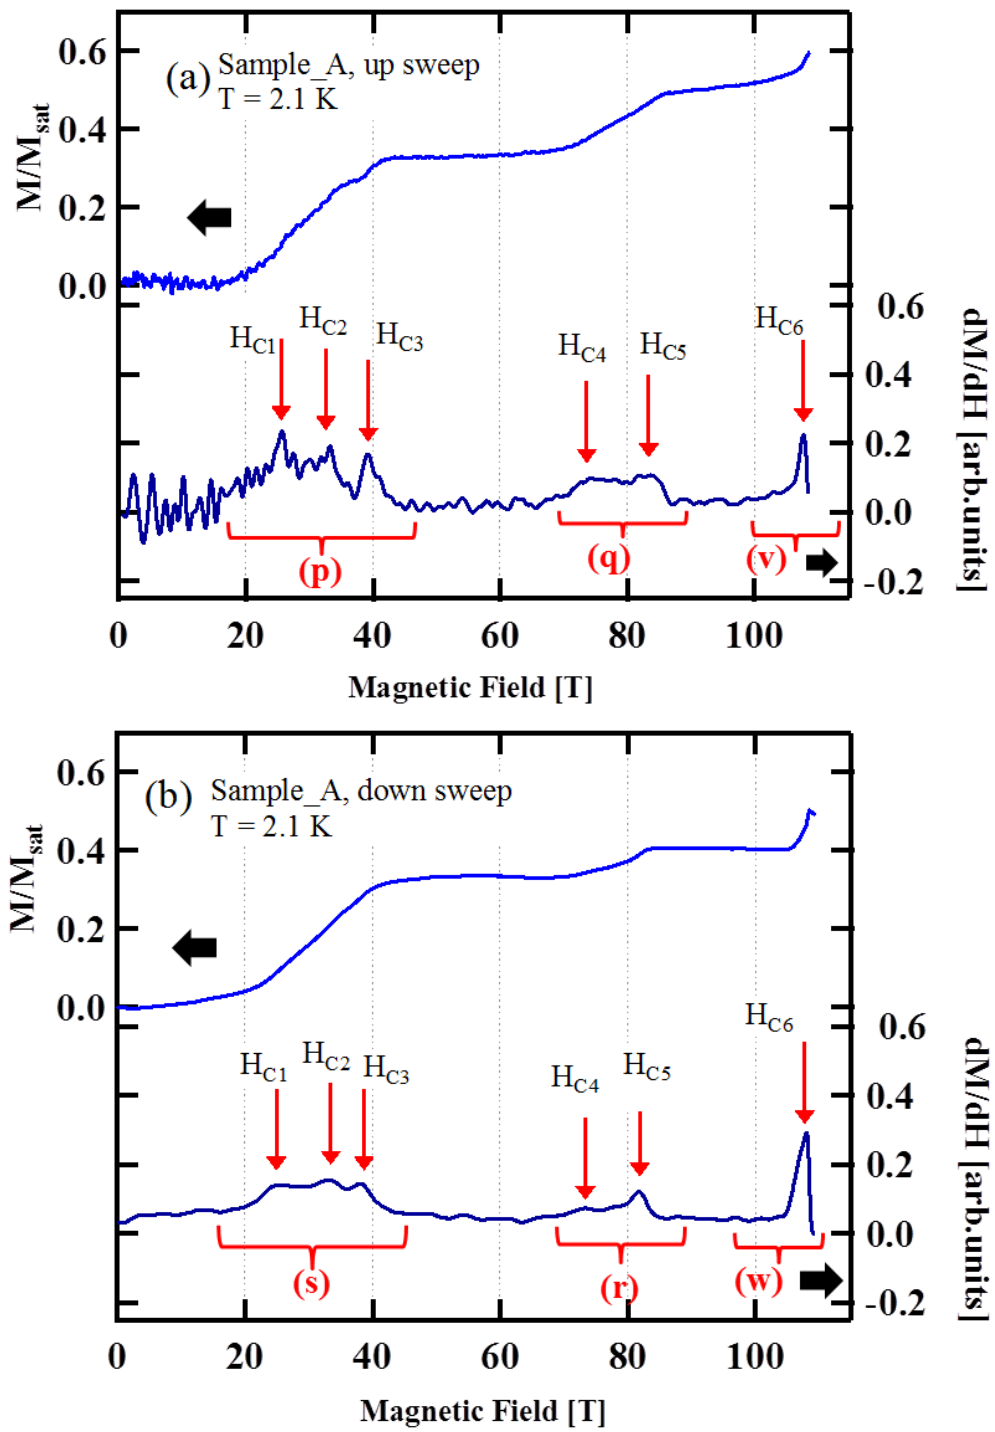 (a) Sample_A, up sweep
T = 2.1 K
M/Msat
0.6
0.4
0.2
0.0
0.6
0.4
0.2
0.0
-0.2
dM/dH [arb.units]
HC1
HC2
HC3
HC4
HC5
HC6
(p)
(q)
(v)
0 20 40 60 80 100
Magnetic Field [T]
(b) Sample_A, down sweep
T = 2.1 K
M/Msat
0.6
0.4
0.2
0.0
0.6
0.4
0.2
0.0
-0.2
dM/dH [arb.units]
HC1
HC2
HC3
HC4
HC5
HC6
(s)
(r)
(w)
0 20 40 60 80 100
Magnetic Field [T]